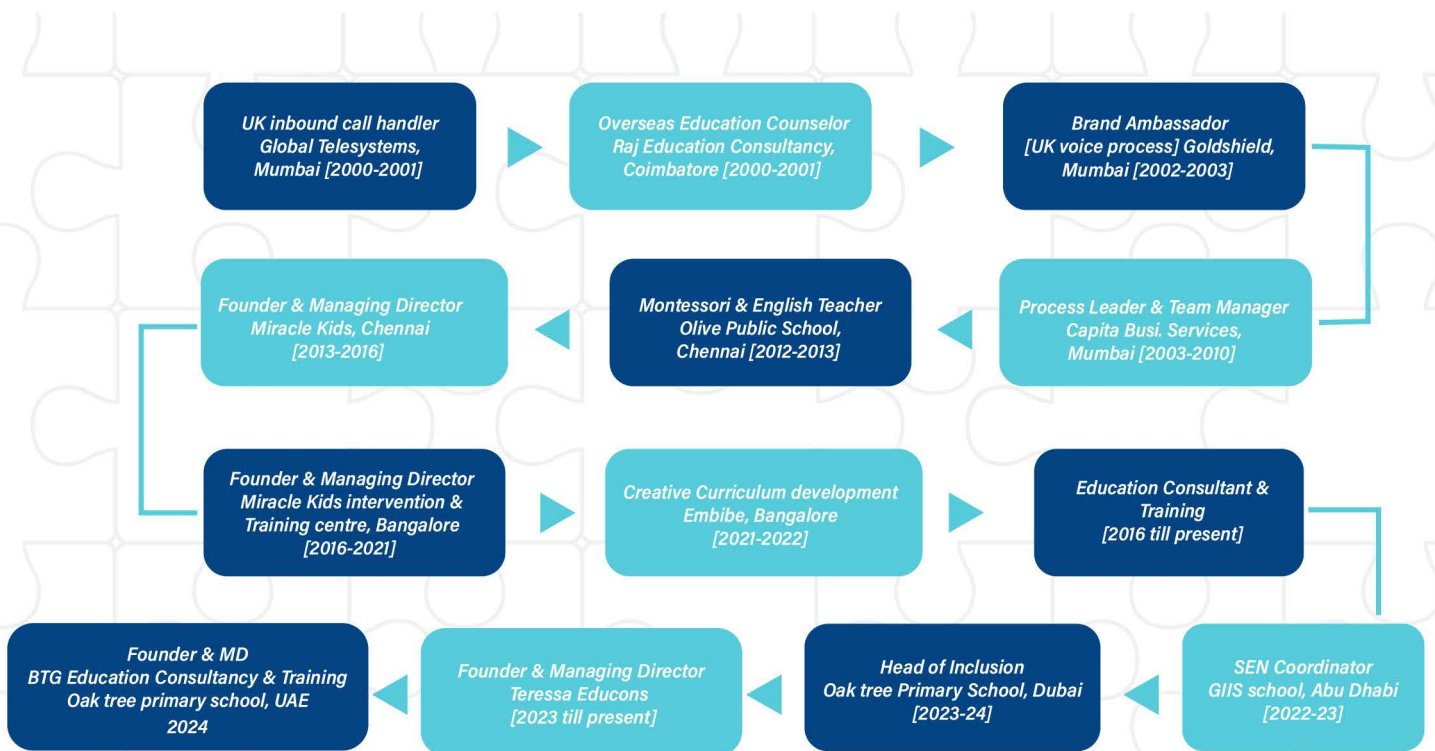 UK inbound call handler
Global Telesystems,
Mumbai [2000-2001]
Overseas Education Counselor
Raj Education Consultancy,
Coimbatore [2000-2001]
Brand Ambassador
[UK voice process] Goldshield,
Mumbai [2002-2003]
Process Leader & Team Manager
Capita Busi. Services,
Mumbai [2003-2010]
Montessori & English Teacher
Olive Public School,
Chennai [2012-2013]
Founder & Managing Director
Miracle Kids, Chennai
[2013-2016]
Founder & Managing Director
Miracle Kids intervention &
Training centre, Bangalore
[2016-2021]
Creative Curriculum development
Embibe, Bangalore
[2021-2022]
Education Consultant &
Training
[2016 till present]
SEN Coordinator
GIIS school, Abu Dhabi
[2022-23]
Head of Inclusion
Oak tree Primary School, Dubai
[2023-24]
Founder & Managing Director
Teressa Educons
[2023 till present]
Founder & MD
BTG Education Consultancy & Training
Oak tree primary school, UAE
2024